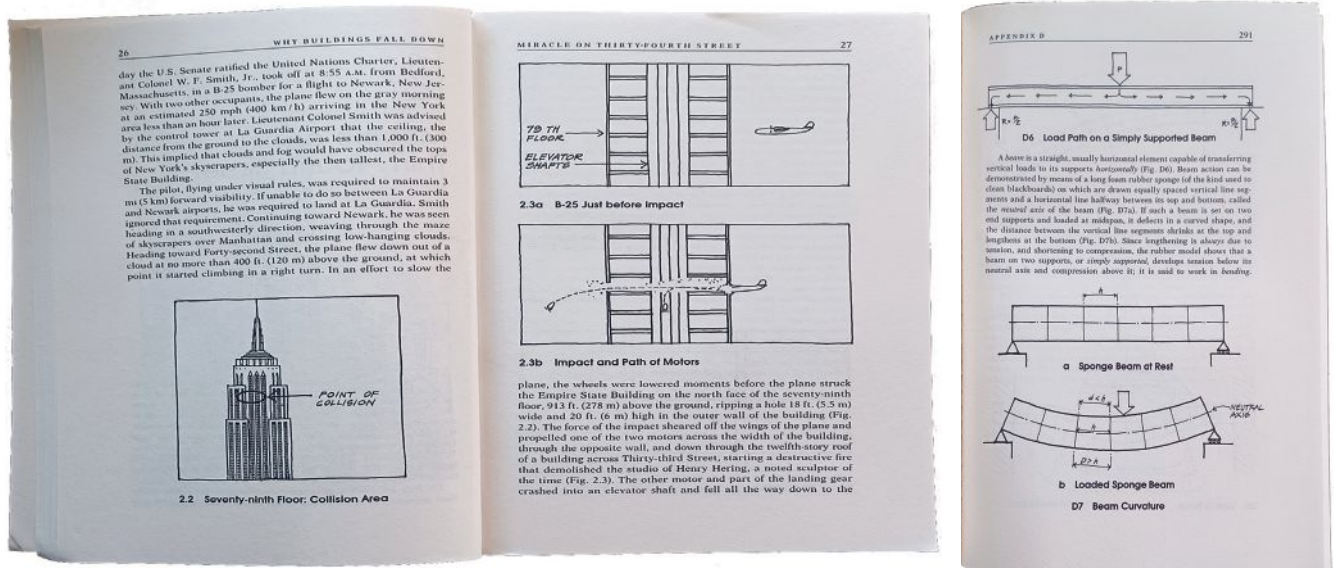 26
WHY BUILDINGS FALL DOWN
day the U.S. Senate ratified the United Nations Charter, Lieuten-
ant Colonel W. F. Smith, Jr., took off at 8:55 A.M. from Bedford,
Massachusetts, in a B-25 bomber for a flight to Newark, New Jer-
sey. With two other occupants, the plane flew on the gray morning
at an estimated 250 mph (400 km/h) arriving in the New York
area less than an hour later. Lieutenant Colonel Smith was advised
by the control tower at La Guardia Airport that the ceiling, the
distance from the ground to the clouds, was less than 1,000 ft. (300
m). This implied that clouds and fog would have obscured the tops
of New York's skyscrapers, especially the then tallest, the Empire
State Building.
The pilot, flying under visual rules, was required to maintain 3
mi (5 km) forward visibility. If unable to do so between La Guardia
and Newark airports, he was required to land at La Guardia. Smith
ignored that requirement. Continuing toward Newark, he was seen
heading in a southwesterly direction, weaving through the maze
of skyscrapers over Manhattan and crossing low-hanging clouds.
Heading toward Forty-second Street, the plane flew down out of a
cloud at no more than 400 ft. (120 m) above the ground, at which
point it started climbing in a right turn. In an effort to slow the
POINT OF
COLLISION
2.2 Seventy-ninth Floor: Collision Area
MIRACLE ON THIRTY-FOURTH STREET
27
79 TH
FLOOR
ELEVATOR
SHAFTS
2.3a B-25 Just before Impact
2.3b Impact and Path of Motors
plane, the wheels were lowered moments before the plane struck
the Empire State Building on the north face of the seventy-ninth
floor, 913 ft. (278 m) above the ground, ripping a hole 18 ft. (5.5 m)
wide and 20 ft. (6 m) high in the outer wall of the building (Fig.
2.2). The force of the impact sheared off the wings of the plane and
propelled one of the two motors across the width of the building,
through the opposite wall, and down through the twelfth-story roof
of a building across Thirty-third Street, starting a destructive fire
that demolished the studio of Henry Hering, a noted sculptor of
the time (Fig. 2.3). The other motor and part of the landing gear
crashed into an elevator shaft and fell all the way down to the
APPENDIX D
291
P
R=P/2
R=P/2
D6 Load Path on a Simply Supported Beam
A beam is a straight, usually horizontal element capable of transferring
vertical loads to its supports horizontally (Fig. D6). Beam action can be
demonstrated by means of a long foam rubber sponge (of the kind used to
clean blackboards) on which are drawn equally spaced vertical line seg-
ments and a horizontal line halfway between its top and bottom, called
the neutral axis of the beam (Fig. D7a). If such a beam is set on two
end supports and loaded at midspan, it deflects in a curved shape, and
the distance between the vertical line segments shrinks at the top and
lengthens at the bottom (Fig. D7b). Since lengthening is always due to
tension, and shortening to compression, the rubber model shows that a
beam on two supports, or simply supported, develops tension below its
neutral axis and compression above it; it is said to work in bending.
h
a Sponge Beam at Rest
d<h
h
D>h
NEUTRAL
AXIS
b Loaded Sponge Beam
D7 Beam Curvature